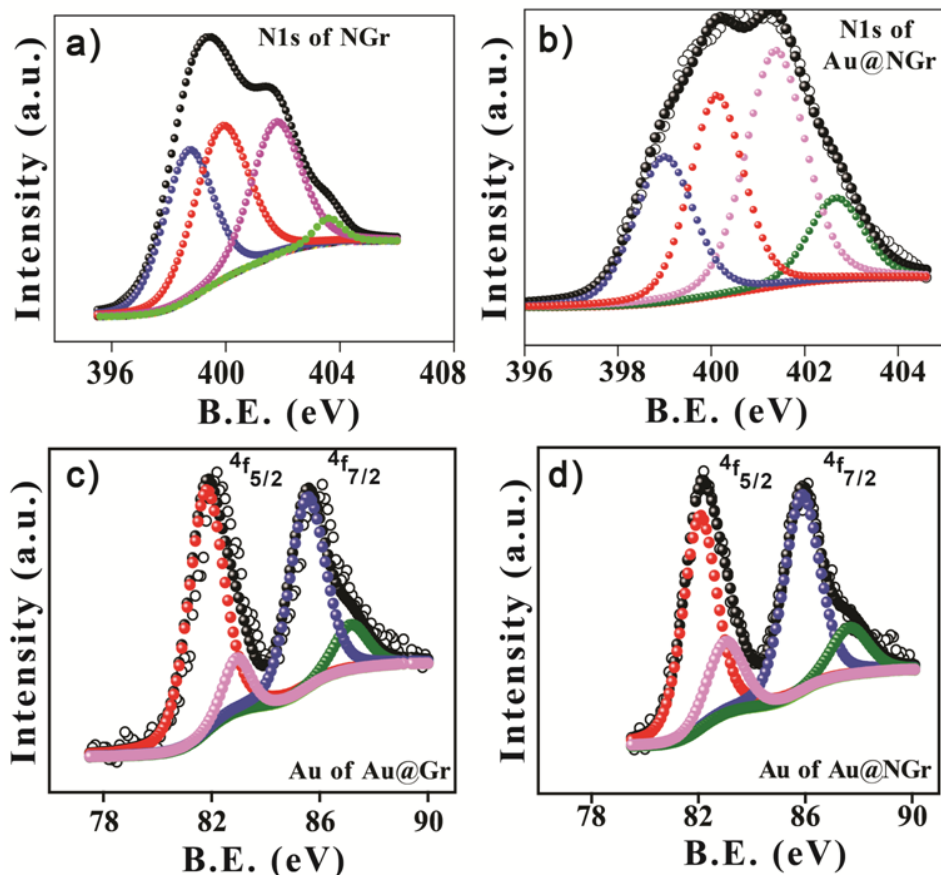 a)
N1s of NGr
Intensity (a.u.)
396 400 404 408
B.E. (eV)
b)
N1s of
Au@NGr
Intensity (a.u.)
396 398 400 402 404
B.E. (eV)
c)
4f5/2
4f7/2
Intensity (a.u.)
Au of Au@Gr
78 82 86 90
B.E. (eV)
d)
4f5/2
4f7/2
Intensity (a.u.)
Au of Au@NGr
78 82 86 90
B.E. (eV)